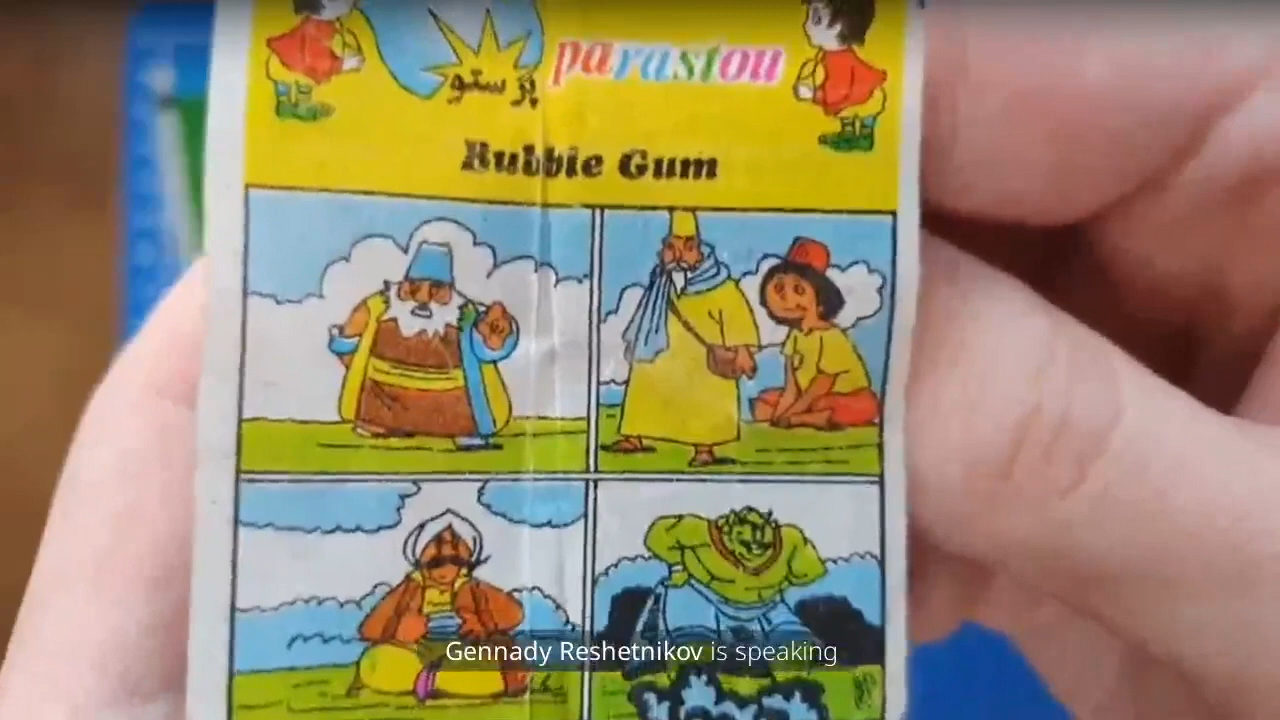 parastou
پرستو
Bubble Gum
Gennady Reshetnikov is speaking